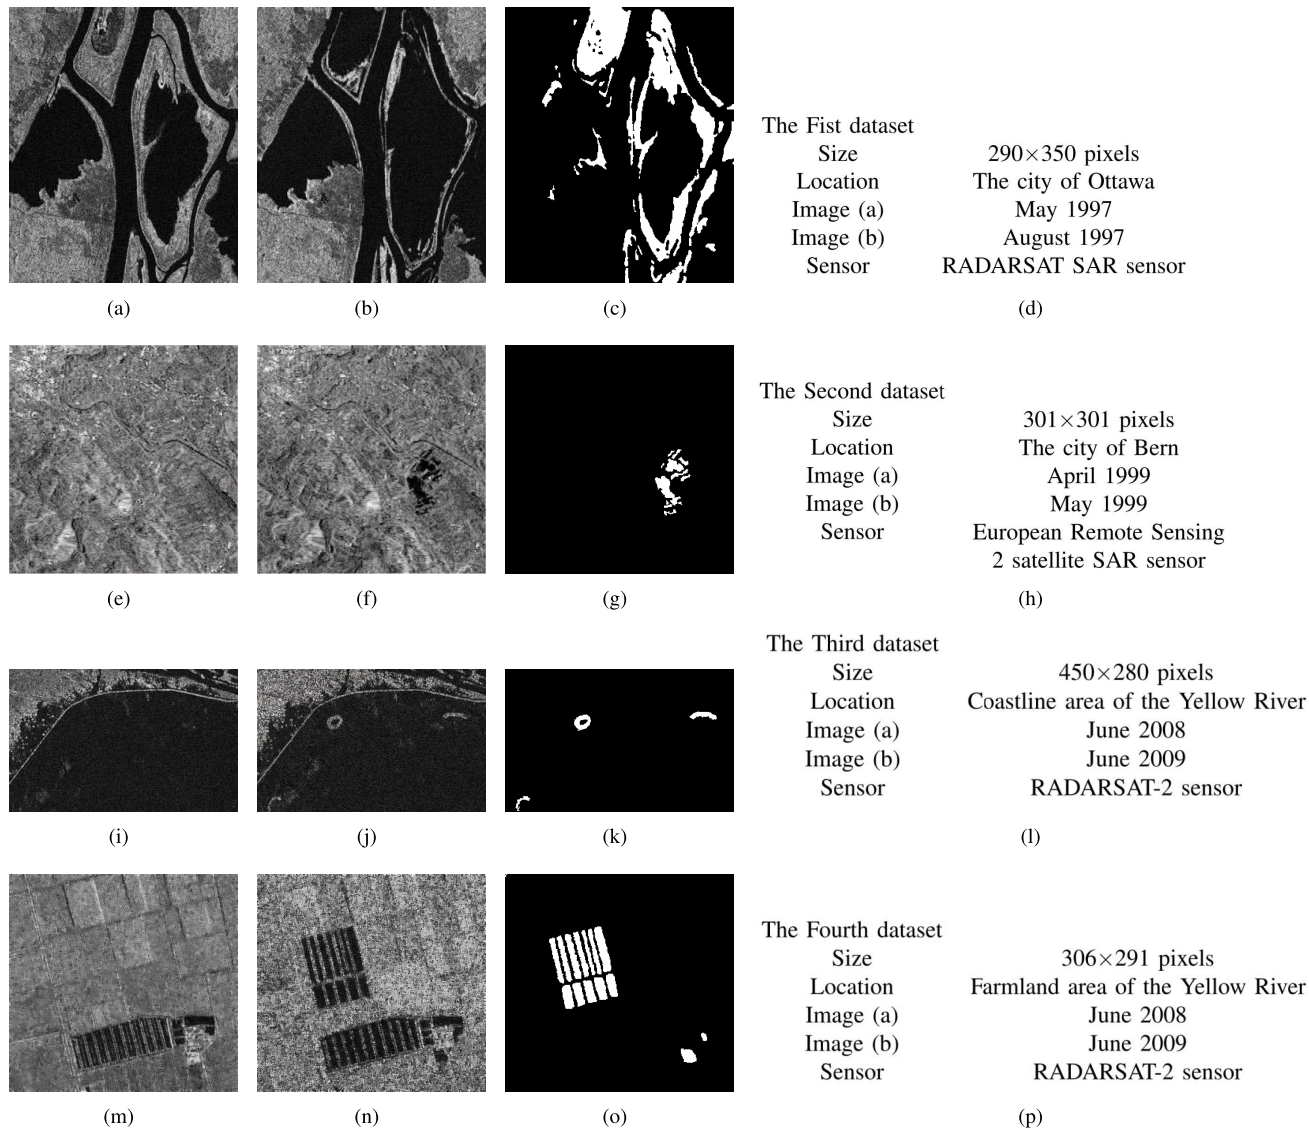 The Fist dataset
Size 290×350 pixels
Location The city of Ottawa
Image (a) May 1997
Image (b) August 1997
Sensor RADARSAT SAR sensor
(a) (b) (c) (d)
The Second dataset
Size 301×301 pixels
Location The city of Bern
Image (a) April 1999
Image (b) May 1999
Sensor European Remote Sensing
2 satellite SAR sensor
(e) (f) (g) (h)
The Third dataset
Size 450×280 pixels
Location Coastline area of the Yellow River
Image (a) June 2008
Image (b) June 2009
Sensor RADARSAT-2 sensor
(i) (j) (k) (l)
The Fourth dataset
Size 306×291 pixels
Location Farmland area of the Yellow River
Image (a) June 2008
Image (b) June 2009
Sensor RADARSAT-2 sensor
(m) (n) (o) (p)